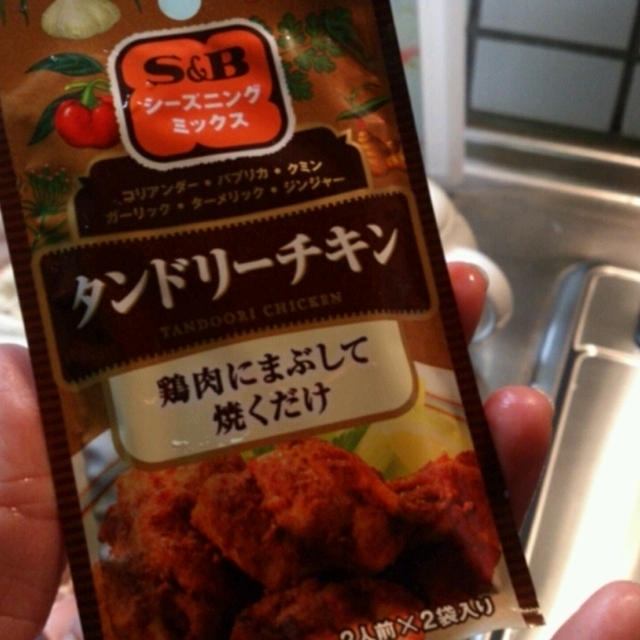 S&B
シーズニング
ミックス
コリアンダー・パプリカ・クミン
ガーリック・ターメリック・ジンジャー
タンドリーチキン
TANDOORI CHICKEN
鶏肉にまぶして
焼くだけ
2人前×2袋入り